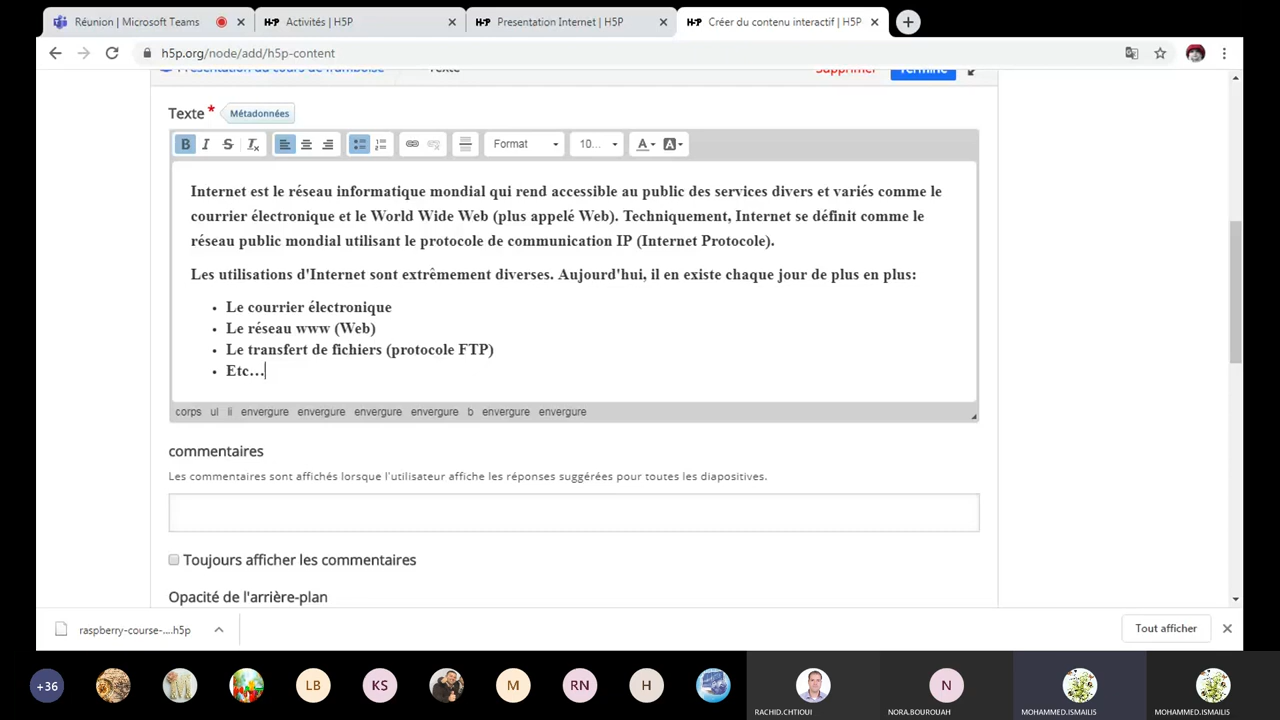 Réunion | Microsoft Teams
Activités | H5P
Presentation Internet | H5P
Créer du contenu interactif | H5P
h5p.org/node/add/h5p-content
Présentation du cours de framboise
Texte
Supprimer
Terminé
Texte *
Métadonnées
B I S Tx
Format
10...
A
A
Internet est le réseau informatique mondial qui rend accessible au public des services divers et variés comme le
courrier électronique et le World Wide Web (plus appelé Web). Techniquement, Internet se définit comme le
réseau public mondial utilisant le protocole de communication IP (Internet Protocole).
Les utilisations d'Internet sont extrêmement diverses. Aujourd'hui, il en existe chaque jour de plus en plus:
• Le courrier électronique
• Le réseau www (Web)
• Le transfert de fichiers (protocole FTP)
• Etc…
corps ul li envergure envergure envergure envergure b envergure envergure
commentaires
Les commentaires sont affichés lorsque l'utilisateur affiche les réponses suggérées pour toutes les diapositives.
Toujours afficher les commentaires
Opacité de l'arrière-plan
raspberry-course-....h5p
Tout afficher
+36
LB
KS
M
RN
H
N
RACHID.CHTIOUI
NORA.BOUROUAH
MOHAMMED.ISMAILIS
MOHAMMED.ISMAILIS